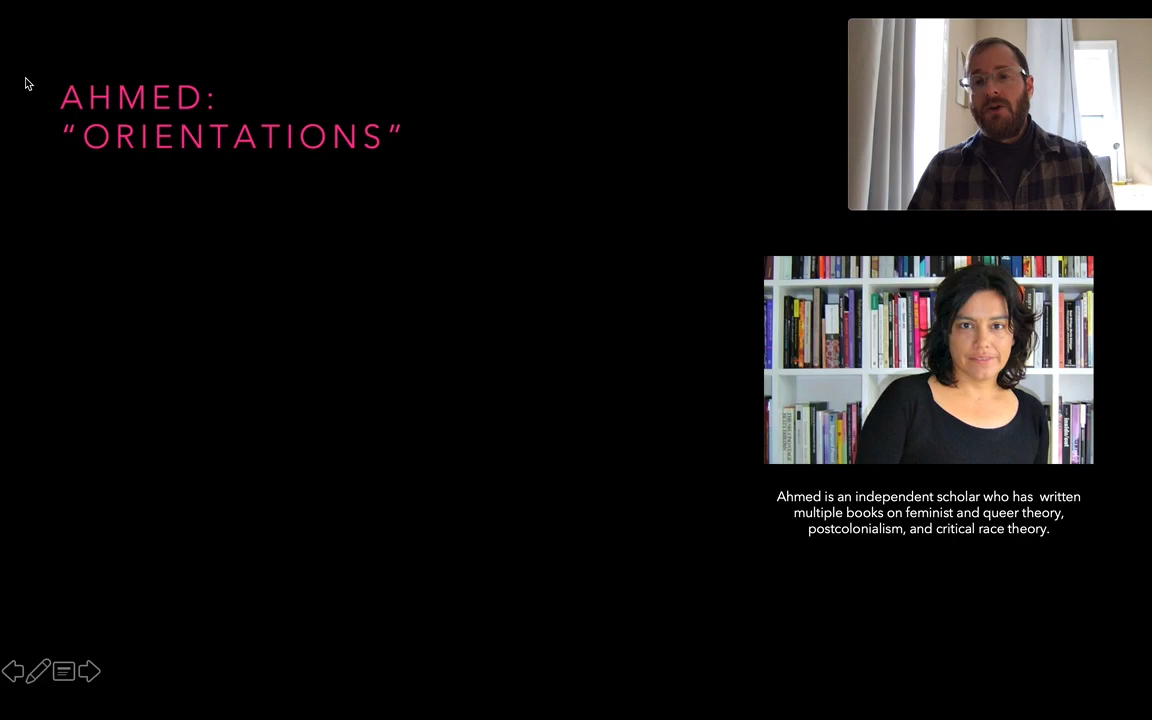 AHMED:
“ORIENTATIONS”
Ahmed is an independent scholar who has written
multiple books on feminist and queer theory,
postcolonialism, and critical race theory.